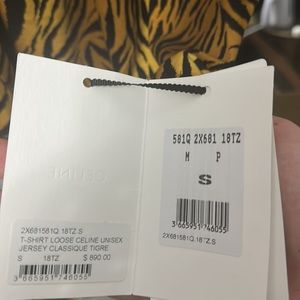 CELINE
2X681581Q.18TZ.S
T-SHIRT LOOSE CELINE UNISEX
JERSEY CLASSIQUE TIGRE
S 18TZ $ 890.00
3 665951 746055
581Q 2X681 18TZ
M P
S
3 665951 746055
2X681581Q.18TZ.S